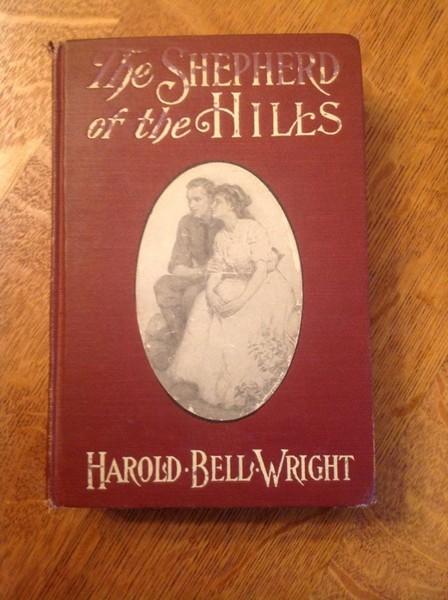 The SHEPHERD
of the HILLS
HAROLD·BELL·WRIGHT